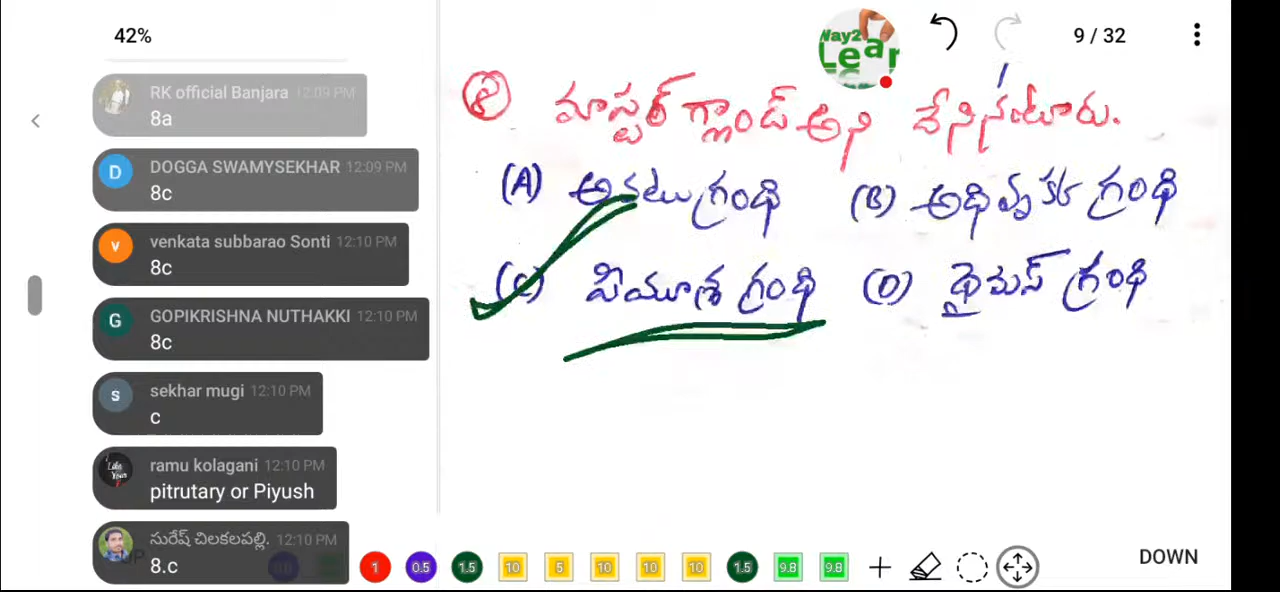 42%
Way2
Lear
9 / 32
RK official Banjara 12:09 PM
8a
D
DOGGA SWAMYSEKHAR 12:09 PM
8c
v
venkata subbarao Sonti 12:10 PM
8c
G
GOPIKRISHNA NUTHAKKI 12:10 PM
8c
s
sekhar mugi 12:10 PM
c
ramu kolagani 12:10 PM
pitrutary or Piyush
సురేష్ చిలకలపల్లి. 12:10 PM
8.c
8 మాస్టర్ గ్లాండ్ అని దేనినంటూరు.
(A) అవటు గ్రంథి (B) అధివృక్క గ్రంథి
(C) పియూశ గ్రంథి (D) థైమస్ గ్రంథి
1 0.5 1.5 10 5 10 10 10 1.5 9.8 9.8
DOWN